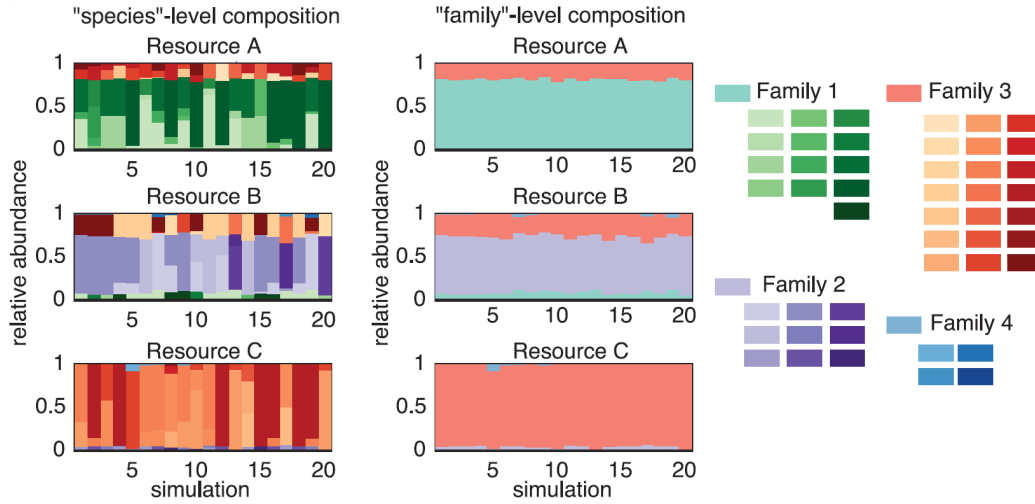 "species"-level composition
"family"-level composition
Resource A
Resource A
1
0.5
0
5
10
15
20
1
0.5
0
5
10
15
20
Resource B
Resource B
relative abundance
1
0.5
0
5
10
15
20
relative abundance
1
0.5
0
5
10
15
20
Resource C
Resource C
1
0.5
0
5
10
15
20
simulation
1
0.5
0
5
10
15
20
simulation
Family 1
Family 3
Family 2
Family 4